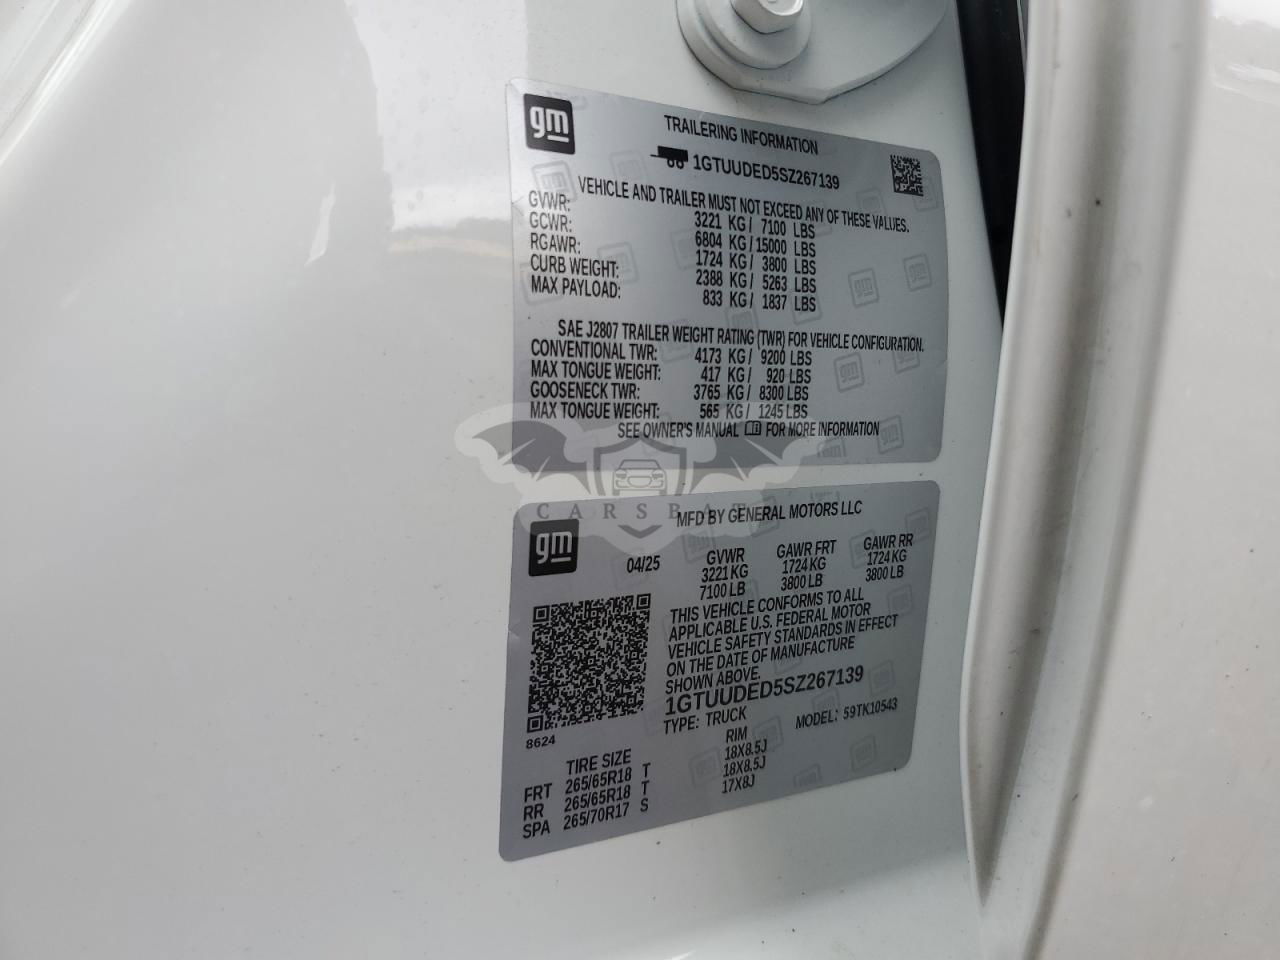 gm
TRAILERING INFORMATION
1GTUUDED5SZ267139
VEHICLE AND TRAILER MUST NOT EXCEED ANY OF THESE VALUES.
GVWR: 3221 KG/ 7100 LBS
GCWR: 6804 KG/ 15000 LBS
RGAWR: 1724 KG/ 3800 LBS
CURB WEIGHT: 2388 KG/ 5263 LBS
MAX PAYLOAD: 833 KG/ 1837 LBS
SAE J2807 TRAILER WEIGHT RATING (TWR) FOR VEHICLE CONFIGURATION.
CONVENTIONAL TWR: 4173 KG/ 9200 LBS
MAX TONGUE WEIGHT: 417 KG/ 920 LBS
GOOSENECK TWR: 3765 KG/ 8300 LBS
MAX TONGUE WEIGHT: 565 KG/ 1245 LBS
SEE OWNER'S MANUAL FOR MORE INFORMATION
CARSBAT
gm
MFD BY GENERAL MOTORS LLC
04/25 GVWR GAWR FRT GAWR RR
3221 KG 1724 KG 1724 KG
7100 LB 3800 LB 3800 LB
THIS VEHICLE CONFORMS TO ALL
APPLICABLE U.S. FEDERAL MOTOR
VEHICLE SAFETY STANDARDS IN EFFECT
ON THE DATE OF MANUFACTURE
SHOWN ABOVE.
1GTUUDED5SZ267139
TYPE: TRUCK MODEL: 59TK10543
8624
TIRE SIZE RIM
FRT 265/65R18 T 18X8.5J
RR 265/65R18 T 18X8.5J
SPA 265/70R17 S 17X8J